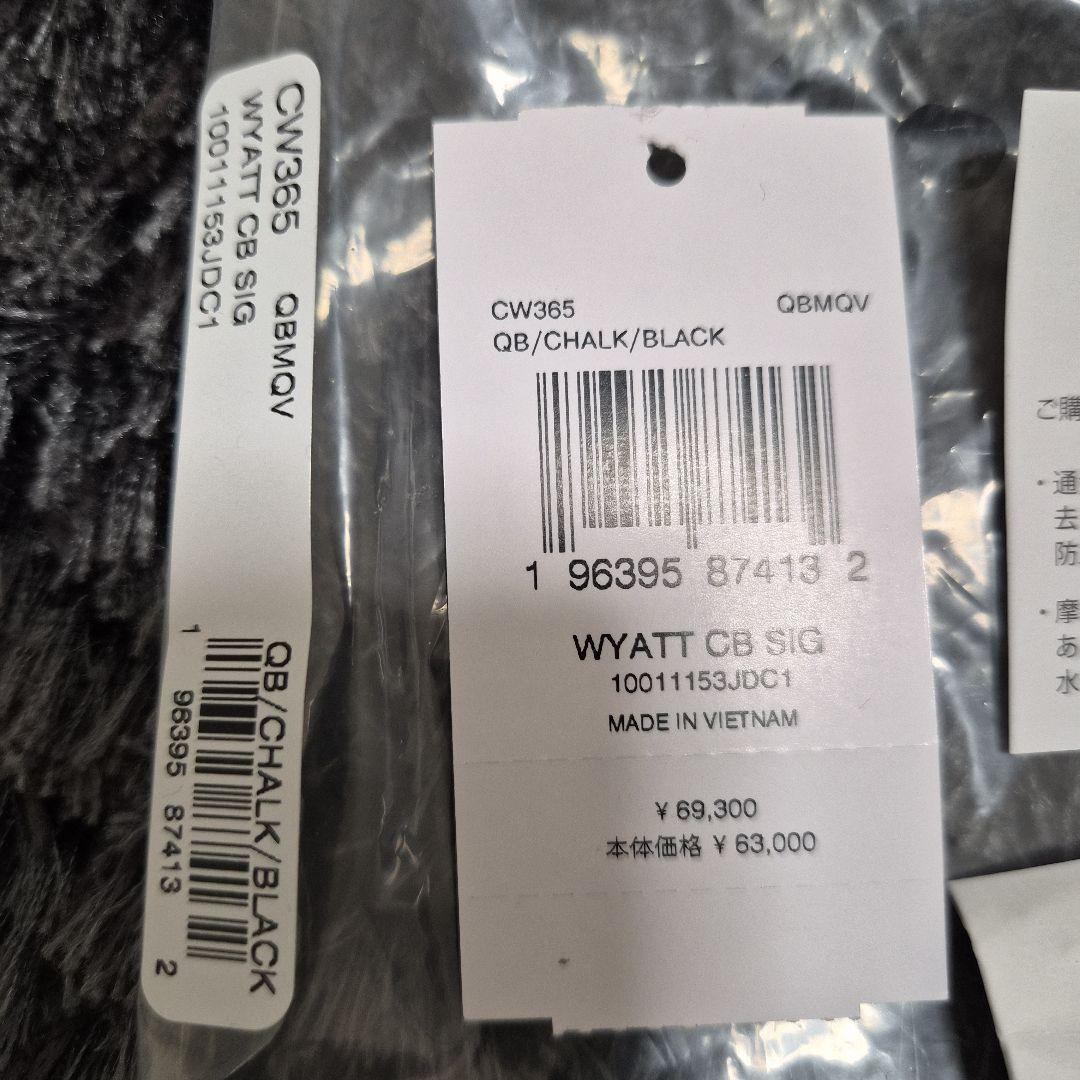 CW365 QBMQV
WYATT CB SIG
10011153JDC1
QB/CHALK/BLACK
1 96395 87413 2
CW365 QBMQV
QB/CHALK/BLACK
1 96395 87413 2
WYATT CB SIG
10011153JDC1
MADE IN VIETNAM
¥ 69,300
本体価格 ¥ 63,000
ご購
・通
去
防
・摩
あ
水